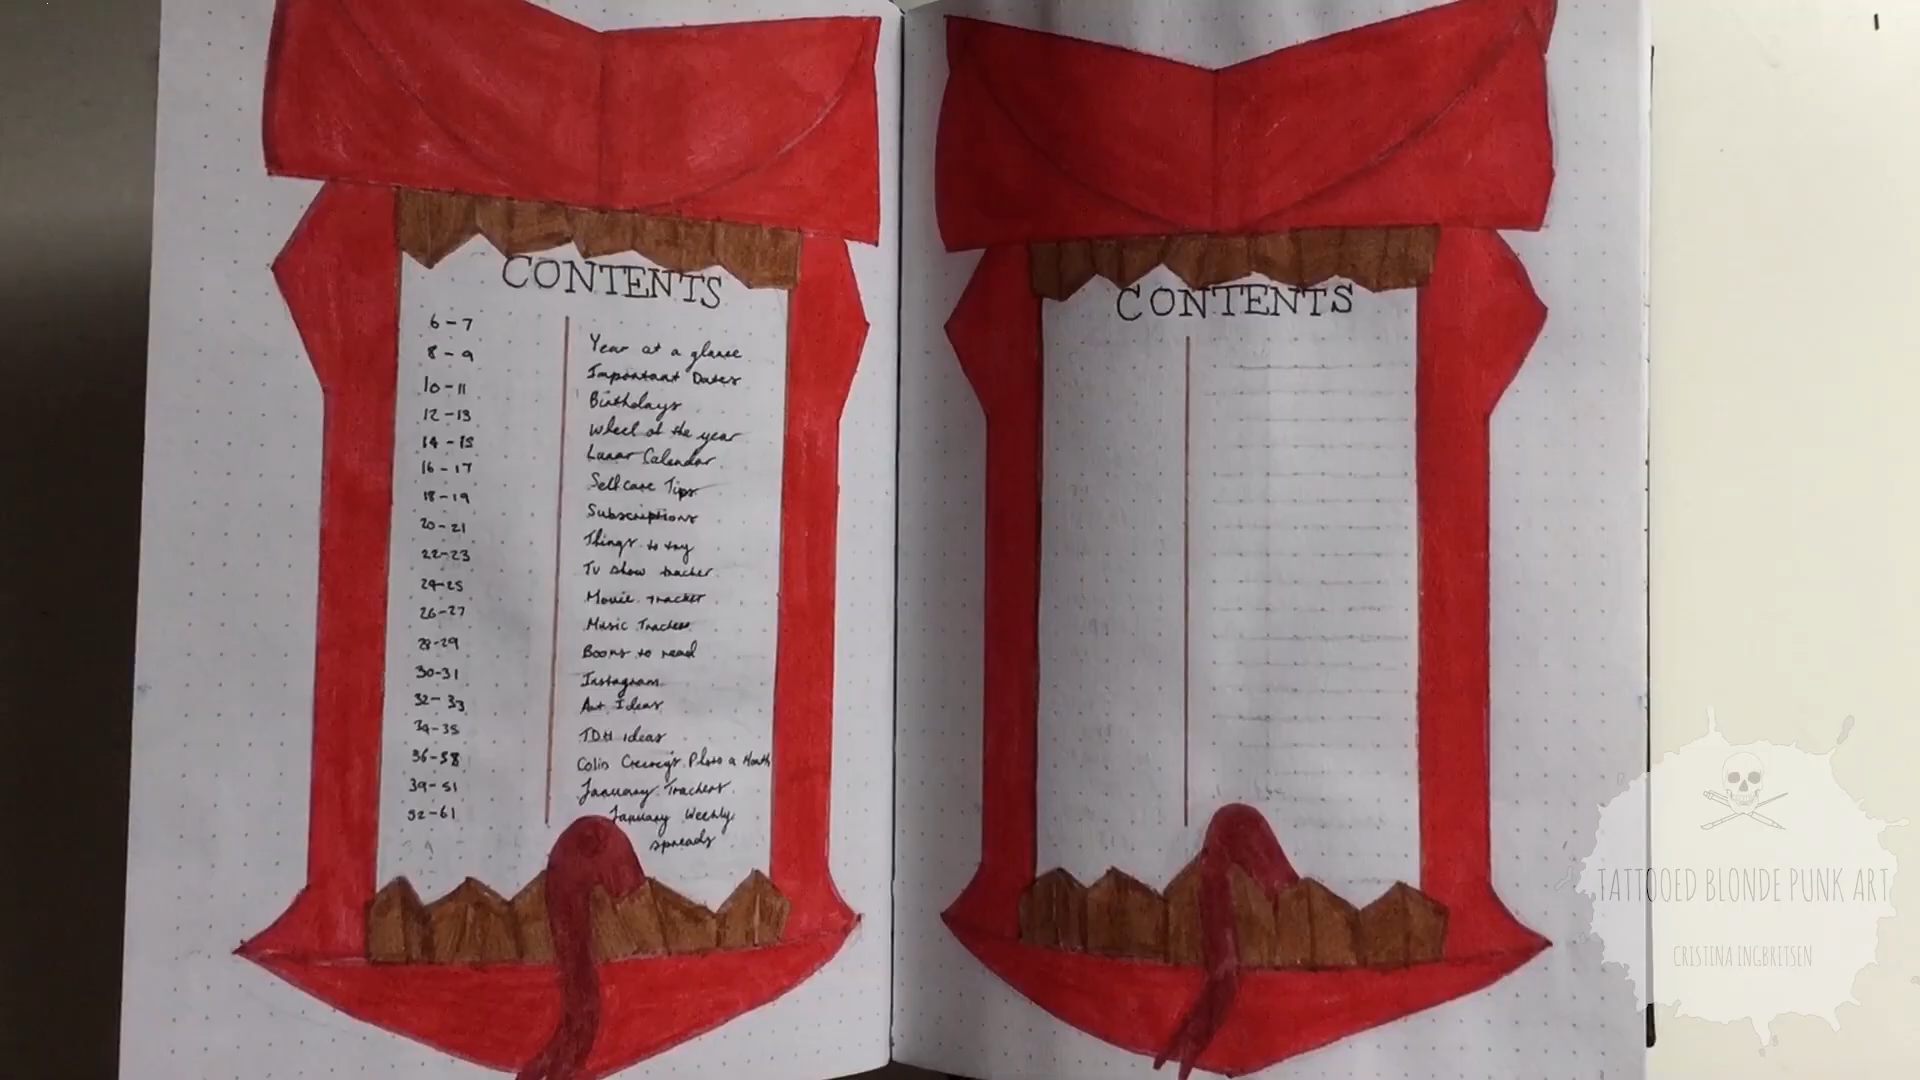 CONTENTS
6-7 Year at a glance
8-9 Important Dates
10-11 Birthdays
12-13 Wheel of the year
14-15 Lunar Calendar
16-17 Selfcare Tips
18-19 Subscriptions
20-21 Things to try
22-23 TV show tracker
24-25 Movie Tracker
26-27 Music Tracker
28-29 Books to read
30-31 Instagram
32-33 Art Ideas
34-35 TDH ideas
36-38 Colin Creevey's Photo a Month
39-51 January Trackers
52-61 January Weekly
spreads
CONTENTS
TATTOOED BLONDE PUNK ART
CRISTINA INGBRITSEN